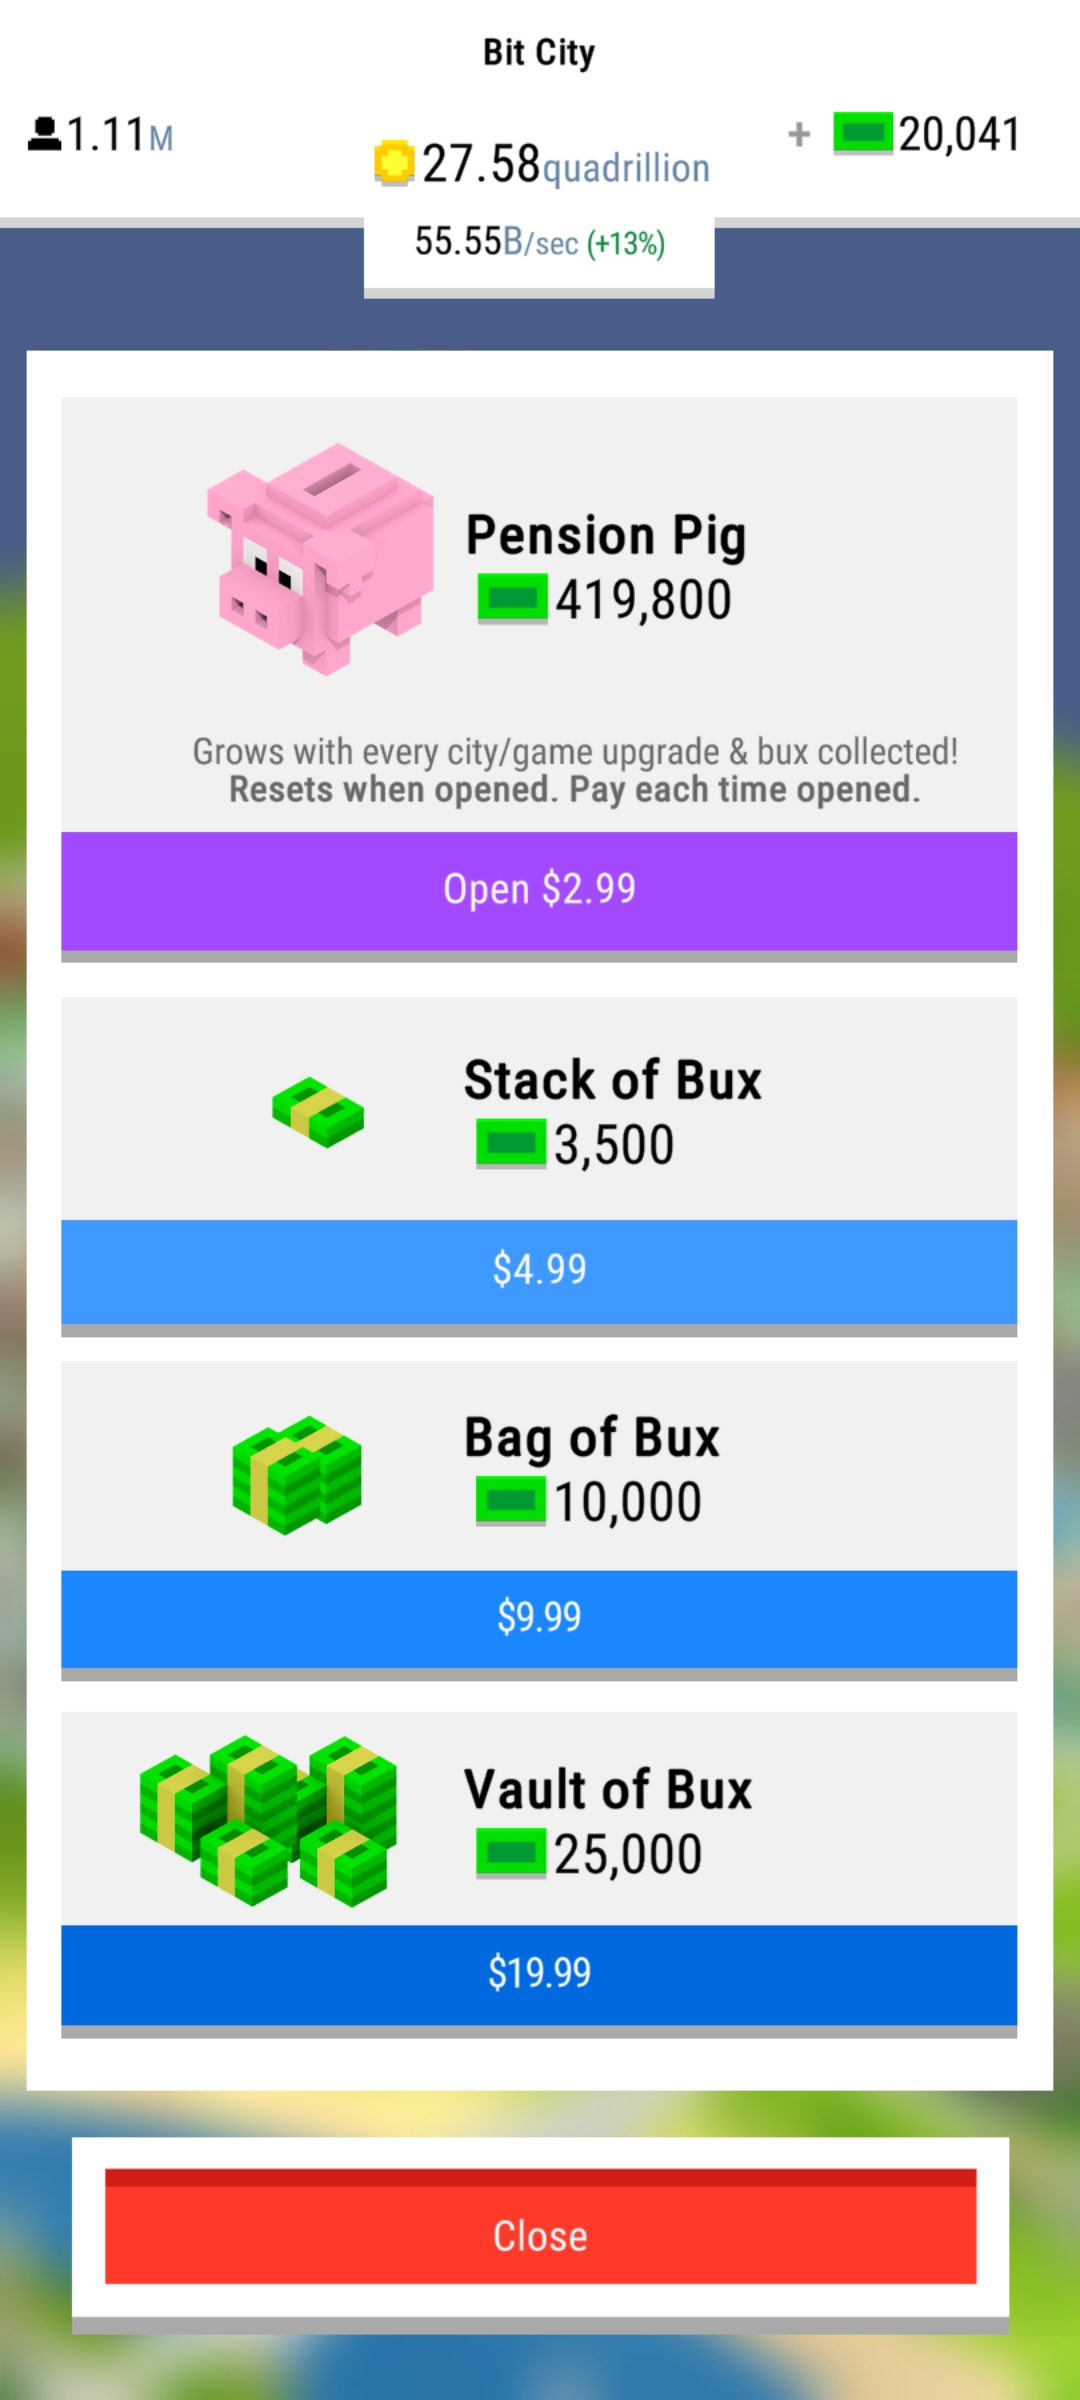 Bit City
1.11M
+ 20,041
27.58quadrillion
55.55B/sec (+13%)
Pension Pig
419,800
Grows with every city/game upgrade & bux collected!
Resets when opened. Pay each time opened.
Open $2.99
Stack of Bux
3,500
$4.99
Bag of Bux
10,000
$9.99
Vault of Bux
25,000
$19.99
Close